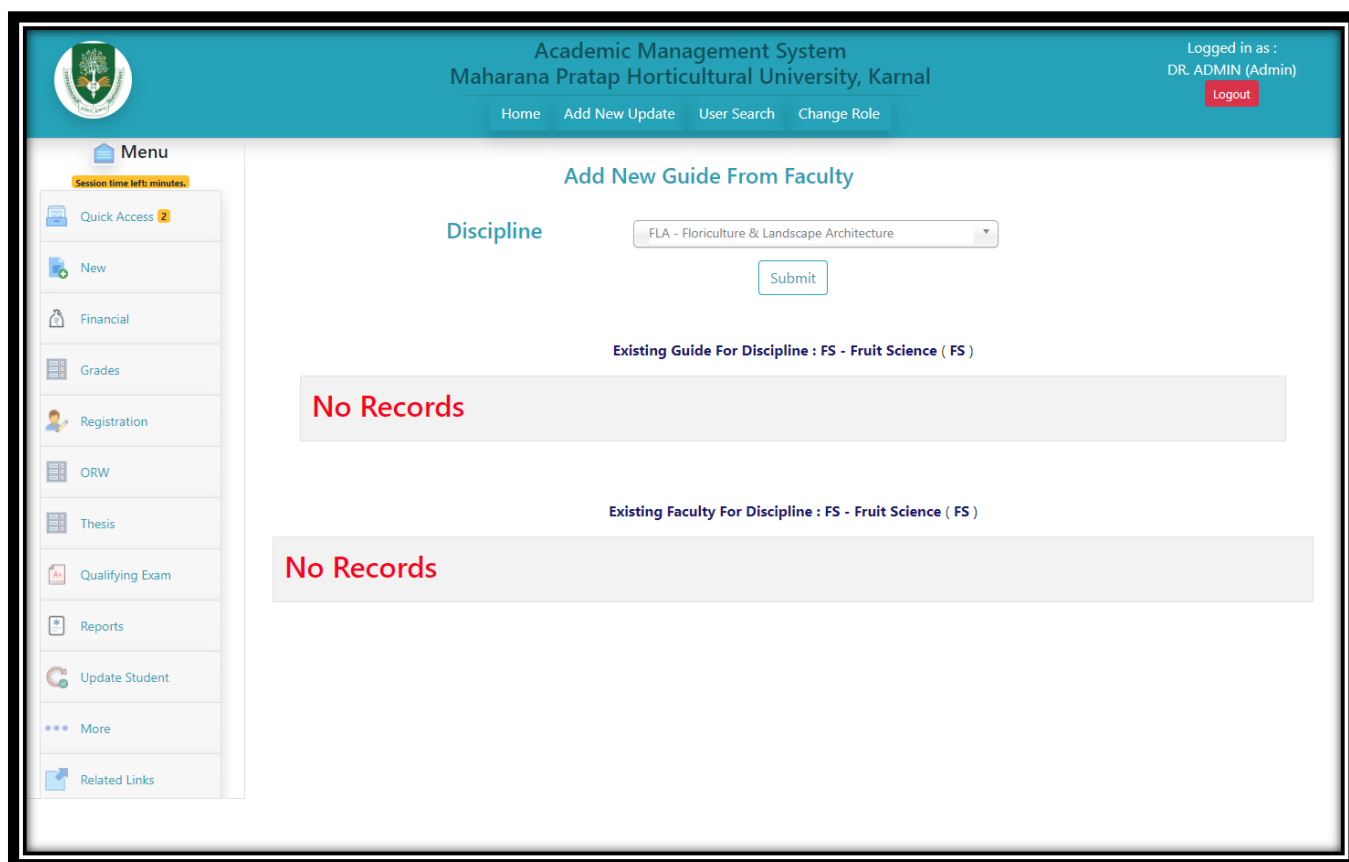 Academic Management System
Maharana Pratap Horticultural University, Karnal
Home Add New Update User Search Change Role
Logged in as :
DR. ADMIN (Admin)
Logout
Menu
Session time left: minutes.
Quick Access 2
New
Financial
Grades
Registration
ORW
Thesis
Qualifying Exam
Reports
Update Student
More
Related Links
Add New Guide From Faculty
Discipline FLA - Floriculture & Landscape Architecture
Submit
Existing Guide For Discipline : FS - Fruit Science ( FS )
No Records
Existing Faculty For Discipline : FS - Fruit Science ( FS )
No Records